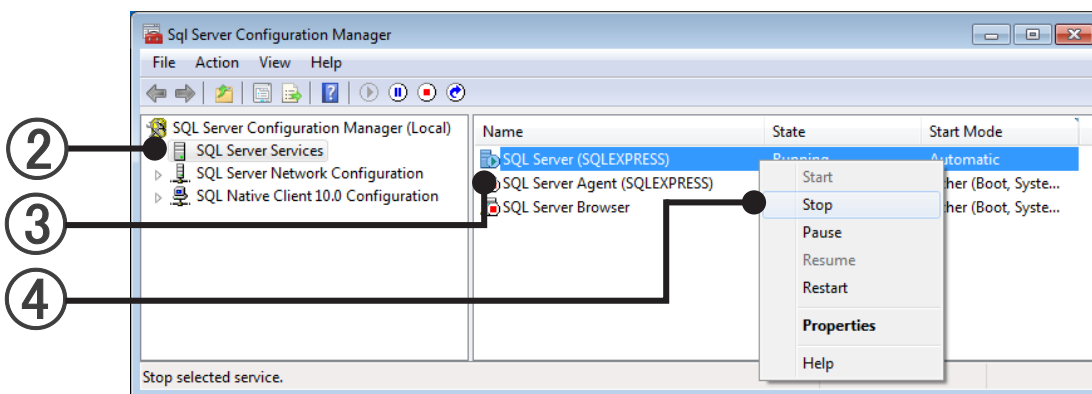 Sql Server Configuration Manager
File Action View Help
SQL Server Configuration Manager (Local)
SQL Server Services
SQL Server Network Configuration
SQL Native Client 10.0 Configuration
Name State Start Mode
SQL Server (SQLEXPRESS) Running Automatic
SQL Server Agent (SQLEXPRESS) ther (Boot, Syste...
SQL Server Browser ther (Boot, Syste...
Start
Stop
Pause
Resume
Restart
Properties
Help
Stop selected service.
2
3
4